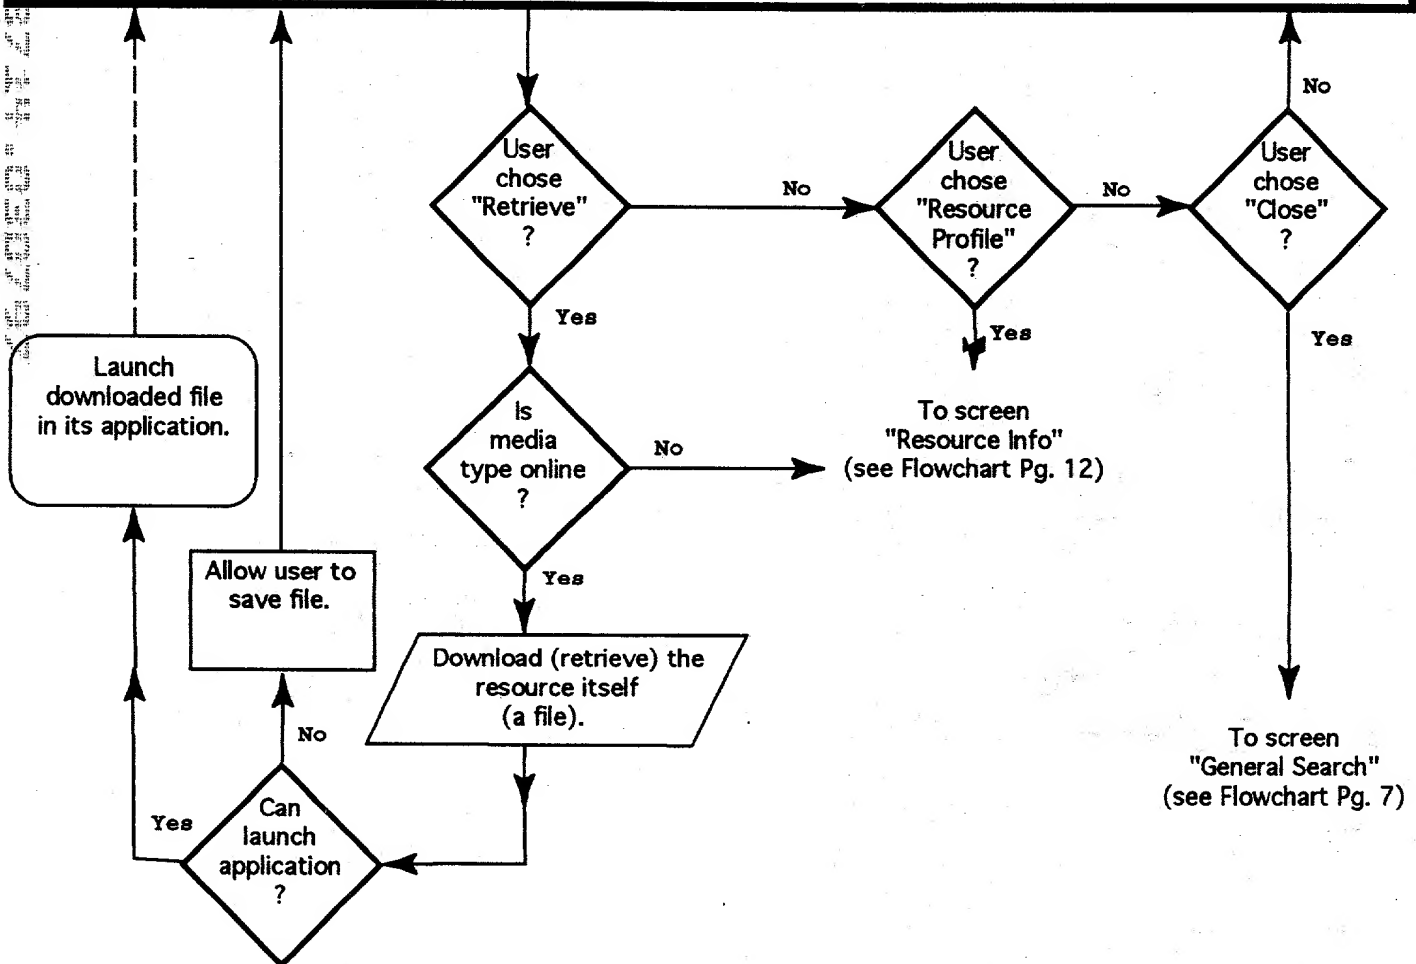 No
User
chose
"Retrieve"
?
No
User
chose
"Resource
Profile"
?
No
User
chose
"Close"
?
Yes
Yes
Yes
Launch
downloaded file
in its application.
Is
media
type online
?
No
To screen
"Resource Info"
(see Flowchart Pg. 12)
Allow user to
save file.
Yes
Download (retrieve) the
resource itself
(a file).
No
To screen
"General Search"
(see Flowchart Pg. 7)
Yes
Can
launch
application
?